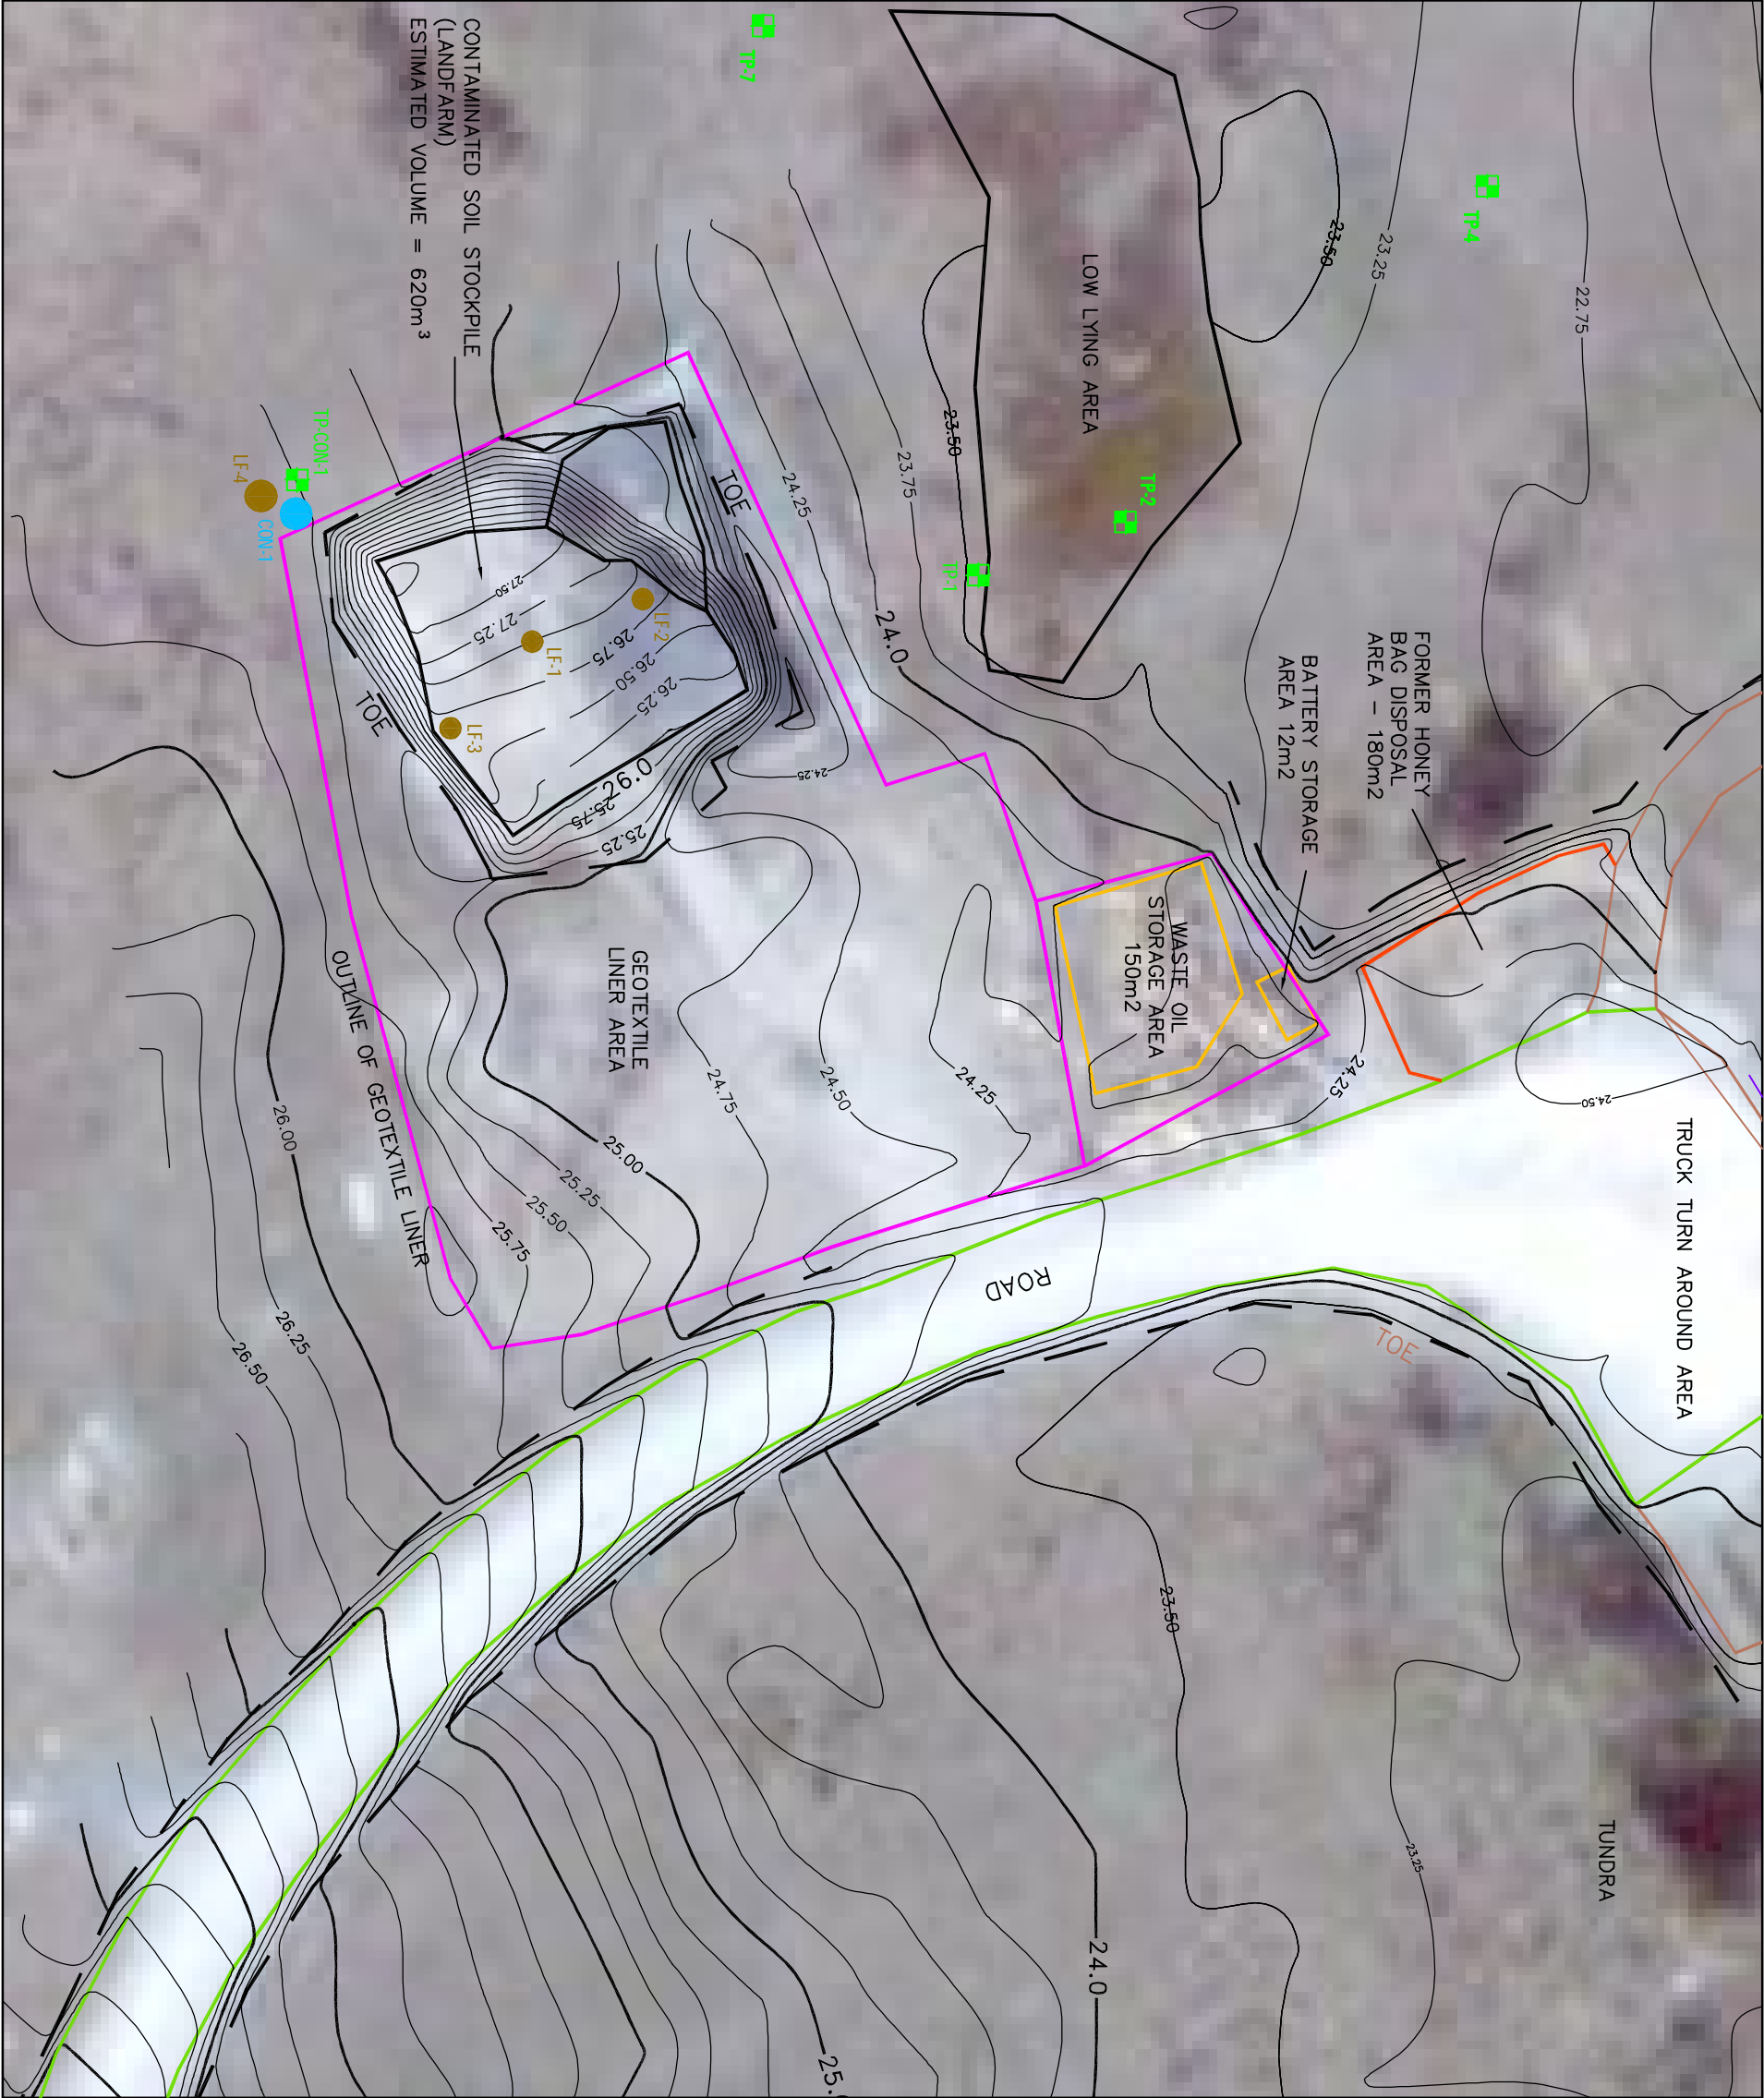 CONTAMINATED SOIL STOCKPILE
(LANDFARM)
ESTIMATED VOLUME = 620m³
TP-7
TP-4
TP-2
TP-1
TP-CON-1
LF-4
CON-1
LOW LYING AREA
23.50
23.25
22.75
23.50
23.75
24.25
24.0
TOE
TOE
27.50
27.25
26.75
26.50
26.25
26.0
25.75
25.25
LF-2
LF-1
LF-3
24.25
FORMER HONEY
BAG DISPOSAL
AREA - 180m2
BATTERY STORAGE
AREA 12m2
WASTE OIL
STORAGE AREA
150m2
GEOTEXTILE
LINER AREA
OUTLINE OF GEOTEXTILE LINER
24.25
24.50
24.25
24.50
24.75
25.00
25.25
25.50
25.75
26.00
26.25
26.50
TRUCK TURN AROUND AREA
ROAD
TOE
23.50
23.25
TUNDRA
24.0